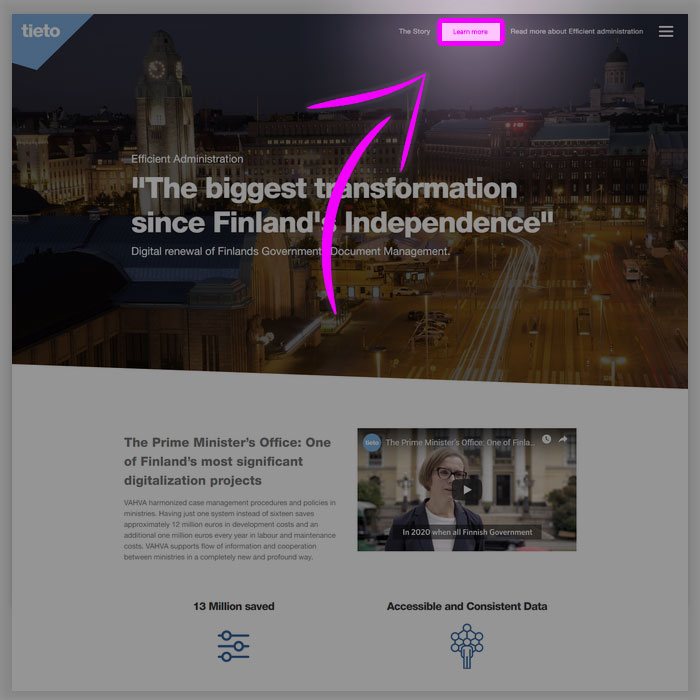 tieto
The Story
Learn more
Read more about Efficient administration
Efficient Administration
"The biggest transformation
since Finland's Independence"
Digital renewal of Finlands Government Document Management.
The Prime Minister's Office: One
of Finland's most significant
digitalization projects
VAHVA harmonized case management procedures and policies in
ministries. Having just one system instead of sixteen saves
approximately 12 million euros in development costs and an
additional one million euros every year in labour and maintenance
costs. VAHVA supports flow of information and cooperation
between ministries in a completely new and profound way.
tieto
The Prime Minister's Office: One of Finla...
In 2020 when all Finnish Government
13 Million saved
Accessible and Consistent Data